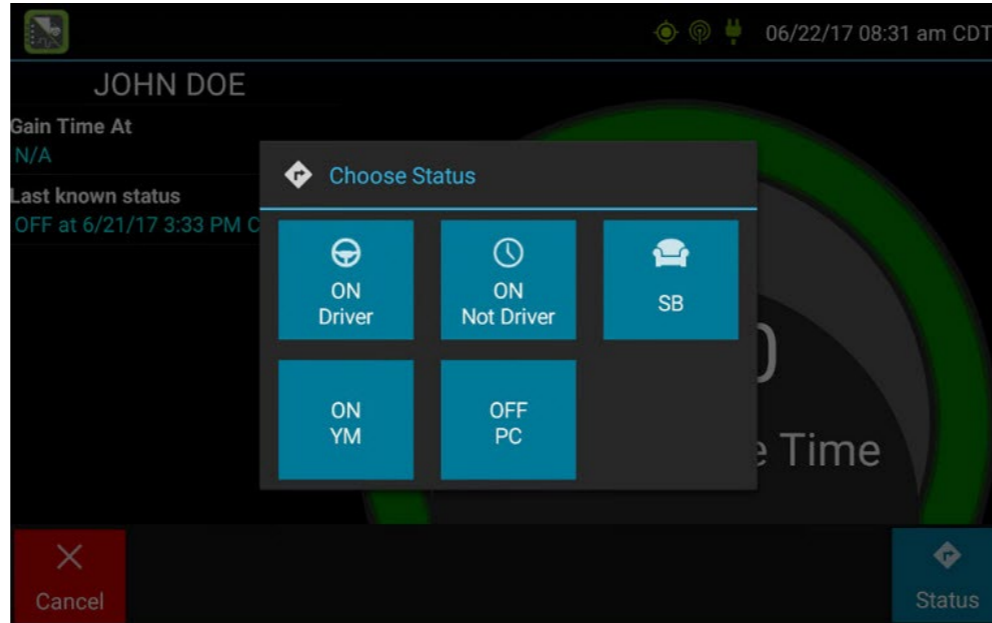 06/22/17 08:31 am CDT
JOHN DOE
Gain Time At
N/A
Last known status
OFF at 6/21/17 3:33 PM C
Choose Status
ON
Driver
ON
Not Driver
SB
ON
YM
OFF
PC
Time
Cancel
Status